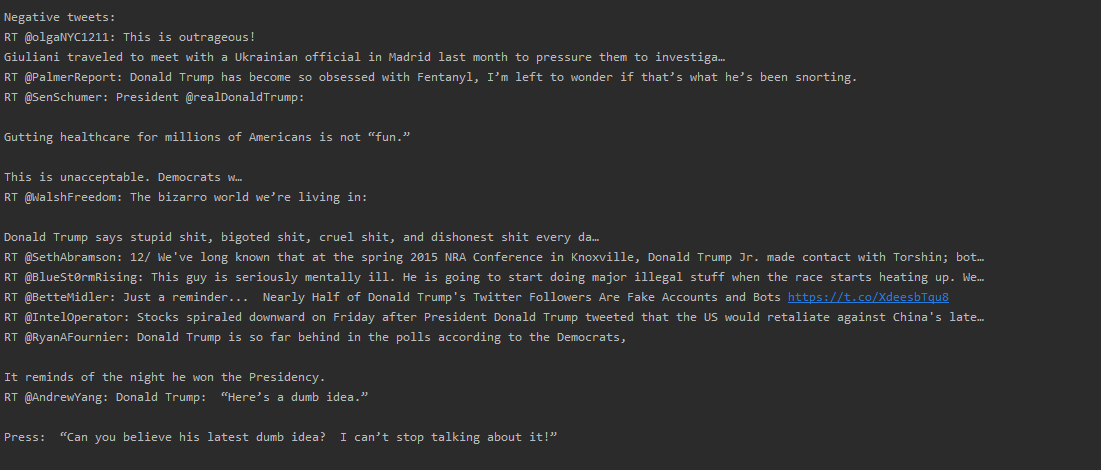 Negative tweets:
RT @olgaNYC1211: This is outrageous!
Giuliani traveled to meet with a Ukrainian official in Madrid last month to pressure them to investiga…
RT @PalmerReport: Donald Trump has become so obsessed with Fentanyl, I’m left to wonder if that’s what he’s been snorting.
RT @SenSchumer: President @realDonaldTrump:
Gutting healthcare for millions of Americans is not “fun.”
This is unacceptable. Democrats w…
RT @WalshFreedom: The bizarro world we’re living in:
Donald Trump says stupid shit, bigoted shit, cruel shit, and dishonest shit every da…
RT @SethAbramson: 12/ We've long known that at the spring 2015 NRA Conference in Knoxville, Donald Trump Jr. made contact with Torshin; bot…
RT @BlueSt0rmRising: This guy is seriously mentally ill. He is going to start doing major illegal stuff when the race starts heating up. We…
RT @BetteMidler: Just a reminder...  Nearly Half of Donald Trump's Twitter Followers Are Fake Accounts and Bots https://t.co/XdeesbTqu8
RT @IntelOperator: Stocks spiraled downward on Friday after President Donald Trump tweeted that the US would retaliate against China's late…
RT @RyanAFournier: Donald Trump is so far behind in the polls according to the Democrats,
It reminds of the night he won the Presidency.
RT @AndrewYang: Donald Trump:  “Here’s a dumb idea.”
Press:  “Can you believe his latest dumb idea?  I can’t stop talking about it!”